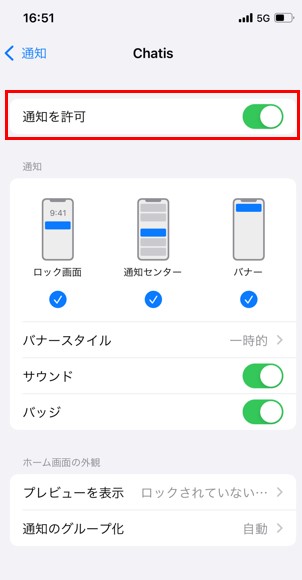 16:51
5G
通知
Chatis
通知を許可
通知
9:41
ロック画面
通知センター
バナー
バナースタイル
一時的
サウンド
バッジ
ホーム画面の外観
プレビューを表示
ロックされていない…
通知のグループ化
自動